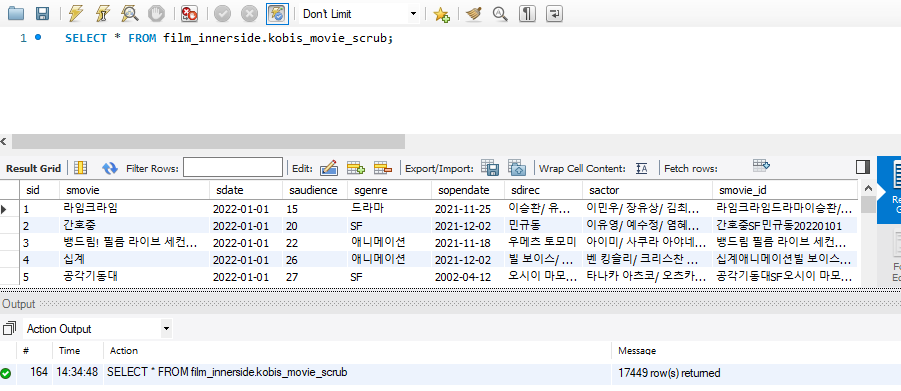 Don't Limit
1 SELECT * FROM film_innerside.kobis_movie_scrub;
Result Grid Filter Rows: Edit: Export/Import: Wrap Cell Content: Fetch rows:
sid smovie sdate saudience sgenre sopendate sdirec sactor smovie_id
1 라임크라임 2022-01-01 15 드라마 2021-11-25 이승환/ 유... 이민우/ 장유상/ 김최... 라임크라임드라마이승환/...
2 간호중 2022-01-01 20 SF 2021-12-02 민규동 이유영/ 예수정/ 염혜... 간호중SF민규동20220101
3 뱅드림! 필름 라이브 세컨... 2022-01-01 22 애니메이션 2021-11-18 우메츠 토모미 아이미/ 사쿠라 아야네... 뱅드림 필름 라이브 세...
4 십계 2022-01-01 26 애니메이션 2021-12-02 빌 보이스/ ... 벤 킹슬리/ 크리스찬 ... 십계애니메이션빌 보이스...
5 공각기동대 2022-01-01 27 SF 2002-04-12 오시이 마모... 타나카 아츠코/ 오츠카... 공각기동대SF오시이 마모...
Output
Action Output
# Time Action Message
164 14:34:48 SELECT * FROM film_innerside.kobis_movie_scrub 17449 row(s) returned